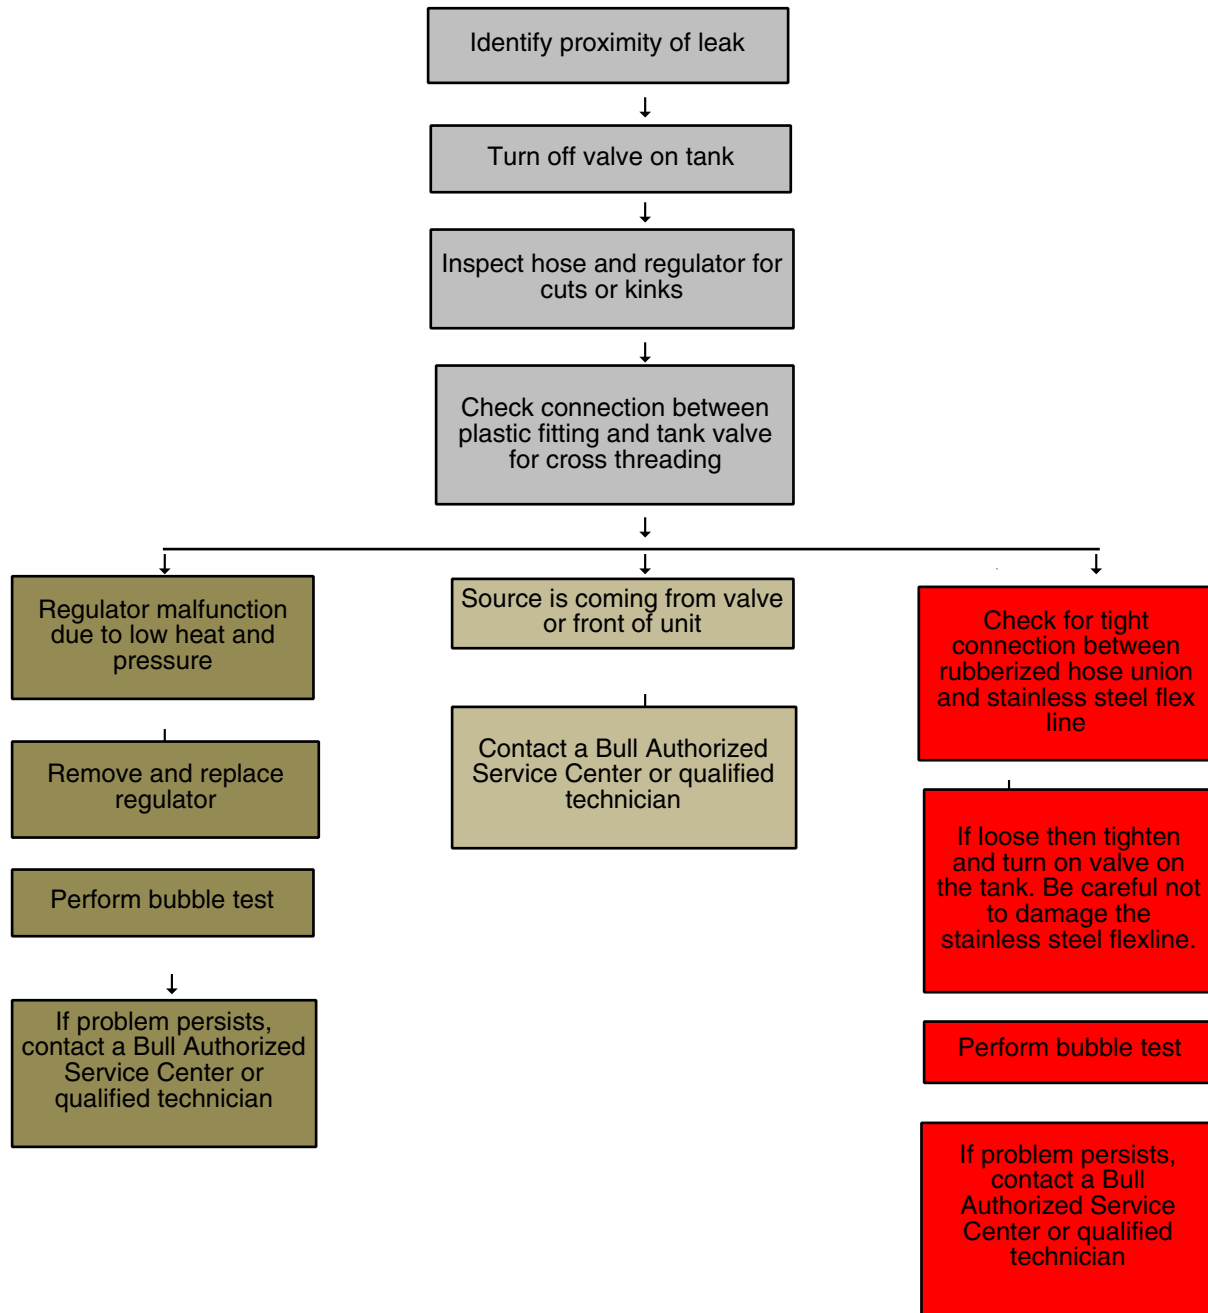 Identify proximity of leak
Turn off valve on tank
Inspect hose and regulator for
cuts or kinks
Check connection between
plastic fitting and tank valve
for cross threading
Regulator malfunction
due to low heat and
pressure
Remove and replace
regulator
Perform bubble test
If problem persists,
contact a Bull Authorized
Service Center or
qualified technician
Source is coming from valve
or front of unit
Contact a Bull Authorized
Service Center or qualified
technician
Check for tight
connection between
rubberized hose union
and stainless steel flex
line
If loose then tighten
and turn on valve on
the tank. Be careful not
to damage the
stainless steel flexline.
Perform bubble test
If problem persists,
contact a Bull
Authorized Service
Center or qualified
technician